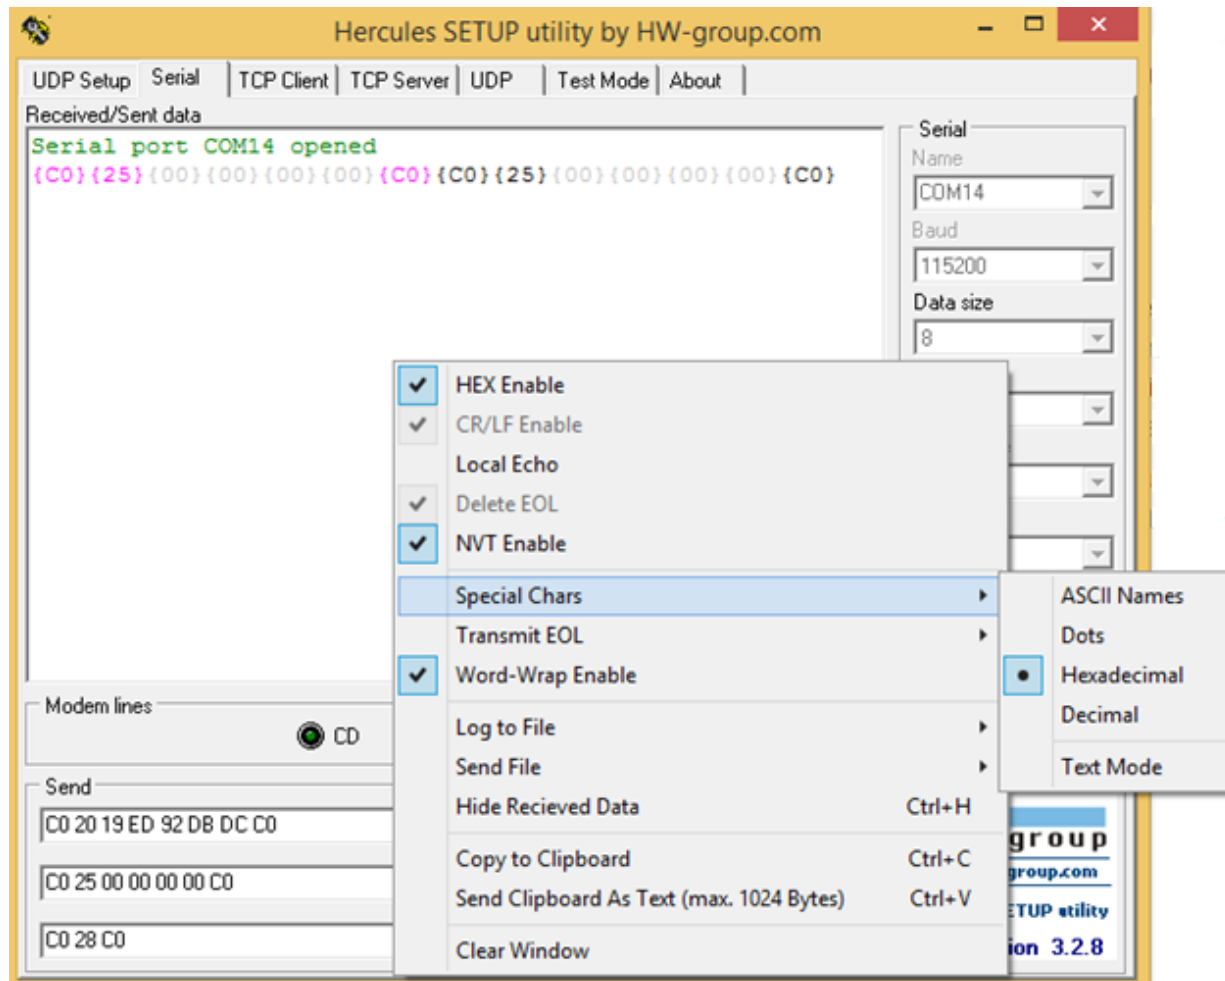 Hercules SETUP utility by HW-group.com
UDP Setup Serial TCP Client TCP Server UDP Test Mode About
Received/Sent data
Serial port COM14 opened
{C0}{25}{00}{00}{00}{00}{C0}{C0}{25}{00}{00}{00}{00}{C0}
Serial
Name
COM14
Baud
115200
Data size
8
HEX Enable
CR/LF Enable
Local Echo
Delete EOL
NVT Enable
Special Chars
Transmit EOL
Word-Wrap Enable
Log to File
Send File
Hide Recieved Data Ctrl+H
Copy to Clipboard Ctrl+C
Send Clipboard As Text (max. 1024 Bytes) Ctrl+V
Clear Window
ASCII Names
Dots
Hexadecimal
Decimal
Text Mode
Modem lines
CD
Send
C0 20 19 ED 92 DB DC C0
C0 25 00 00 00 00 C0
C0 28 C0
group
group.com
ETUP utility
ion 3.2.8